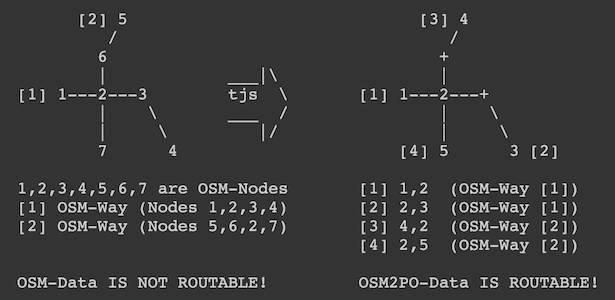 [2] 5 [3] 4
/ /
6 +
| ___|\ |
[1] 1---2---3 tjs \ [1] 1---2---+
| \ ___ / | \
| \ |/ | \
7 4 [4] 5 3 [2]
1,2,3,4,5,6,7 are OSM-Nodes [1] 1,2 (OSM-Way [1])
[1] OSM-Way (Nodes 1,2,3,4) [2] 2,3 (OSM-Way [1])
[2] OSM-Way (Nodes 5,6,2,7) [3] 4,2 (OSM-Way [2])
[4] 2,5 (OSM-Way [2])
OSM-Data IS NOT ROUTABLE! OSM2PO-Data IS ROUTABLE!